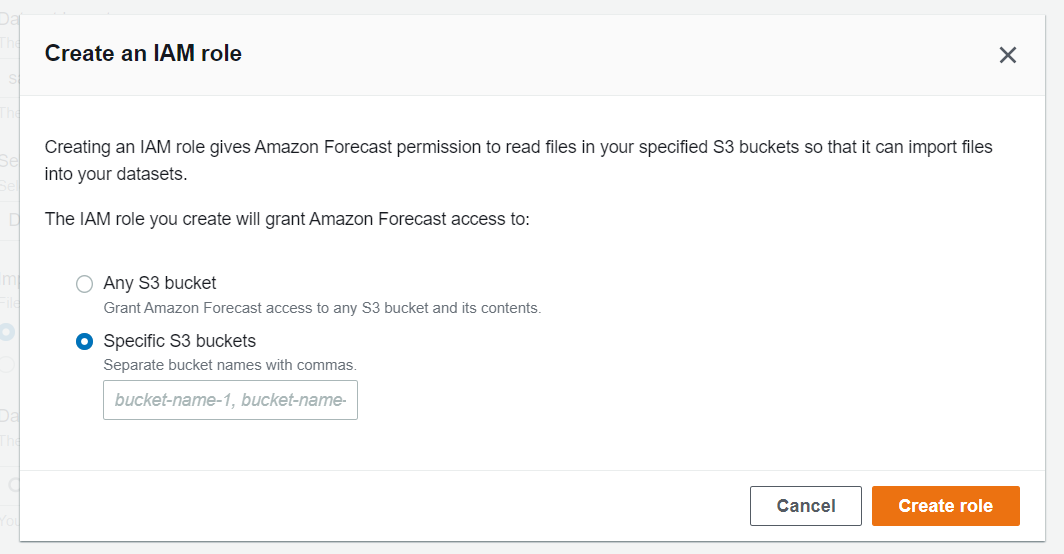 Create an IAM role
Creating an IAM role gives Amazon Forecast permission to read files in your specified S3 buckets so that it can import files
into your datasets.
The IAM role you create will grant Amazon Forecast access to:
Any S3 bucket
Grant Amazon Forecast access to any S3 bucket and its contents.
Specific S3 buckets
Separate bucket names with commas.
bucket-name-1, bucket-name-
Cancel
Create role